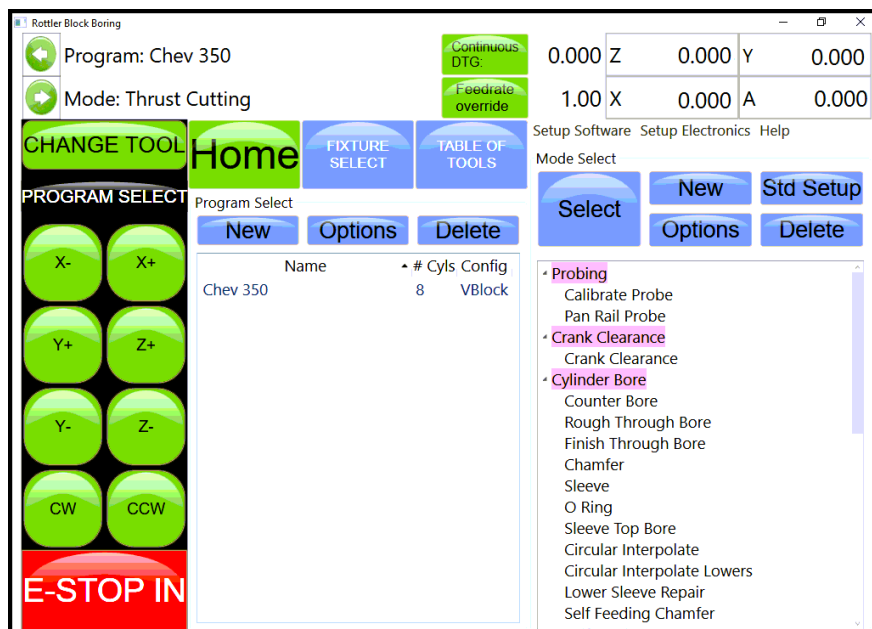 Rottler Block Boring
Program: Chev 350
Continuous DTG: 0.000 Z 0.000 Y 0.000
Mode: Thrust Cutting
Feedrate override 1.00 X 0.000 A 0.000
CHANGE TOOL
Home
FIXTURE SELECT
TABLE OF TOOLS
Setup Software Setup Electronics Help
Mode Select
Select
New
Std Setup
Options
Delete
PROGRAM SELECT
Program Select
New Options Delete
Name # Cyls Config
Chev 350 8 VBlock
X- X+
Y+ Z+
Y- Z-
CW CCW
E-STOP IN
Probing
Calibrate Probe
Pan Rail Probe
Crank Clearance
Crank Clearance
Cylinder Bore
Counter Bore
Rough Through Bore
Finish Through Bore
Chamfer
Sleeve
O Ring
Sleeve Top Bore
Circular Interpolate
Circular Interpolate Lowers
Lower Sleeve Repair
Self Feeding Chamfer